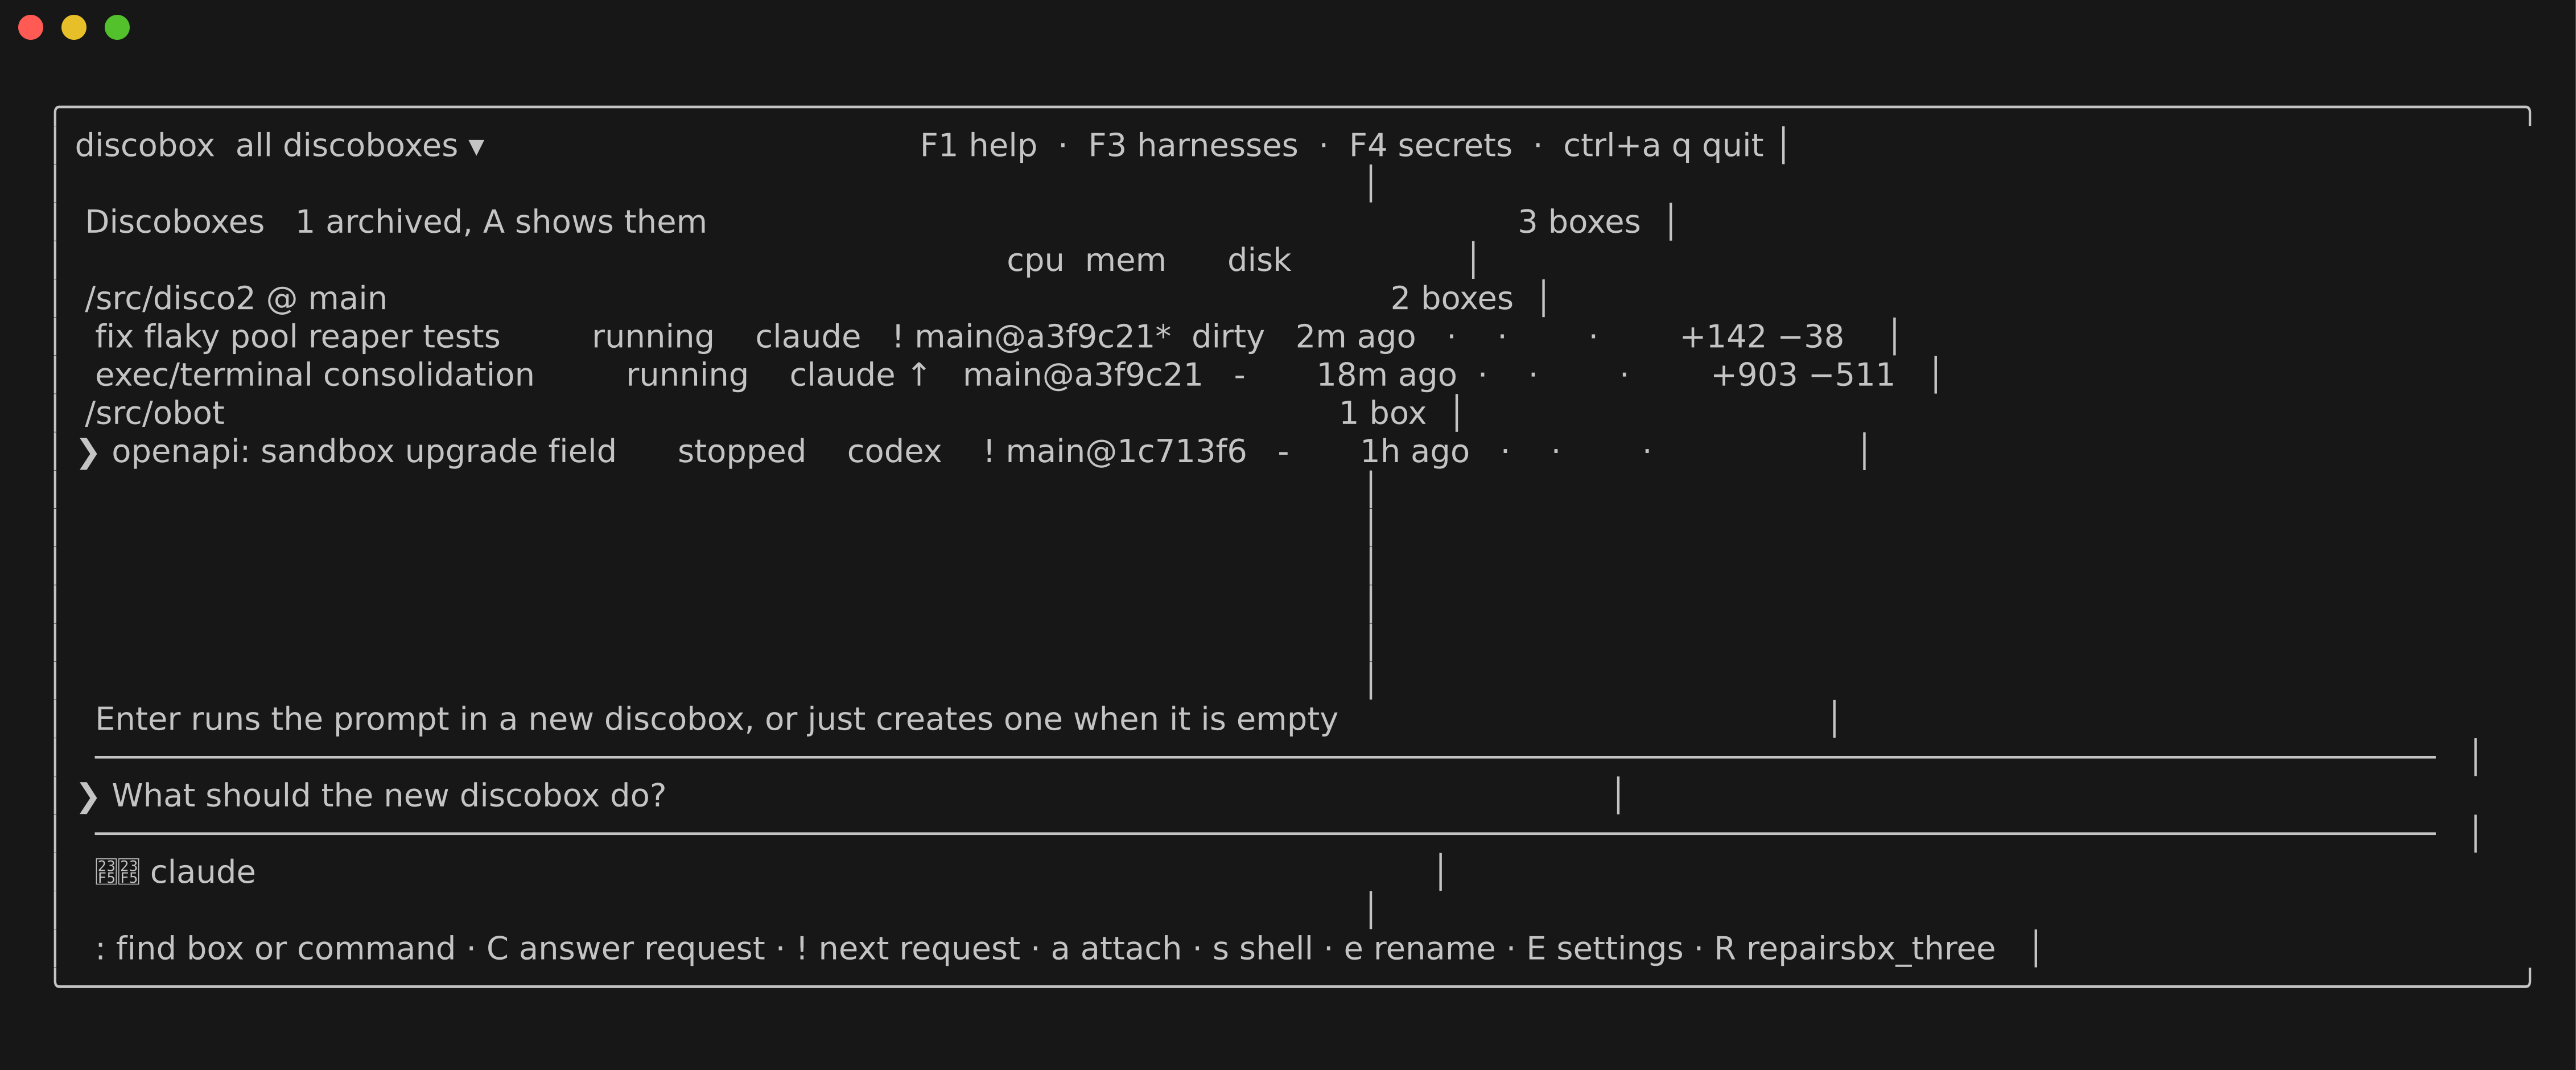 discobox  all discoboxes ▾  F1 help  ·  F3 harnesses  ·  F4 secrets  ·  ctrl+a q quit
Discoboxes  1 archived, A shows them  3 boxes
cpu  mem  disk
/src/disco2 @ main  2 boxes
fix flaky pool reaper tests  running  claude  ! main@a3f9c21*  dirty  2m ago  ·  ·  ·  +142 −38
exec/terminal consolidation  running  claude ↑  main@a3f9c21  -  18m ago  ·  ·  ·  +903 −511
/src/obot  1 box
❯ openapi: sandbox upgrade field  stopped  codex  ! main@1c713f6  -  1h ago  ·  ·  ·
Enter runs the prompt in a new discobox, or just creates one when it is empty
❯ What should the new discobox do?
⏵⏵ claude
: find box or command · C answer request · ! next request · a attach · s shell · e rename · E settings · R repairsbx_three